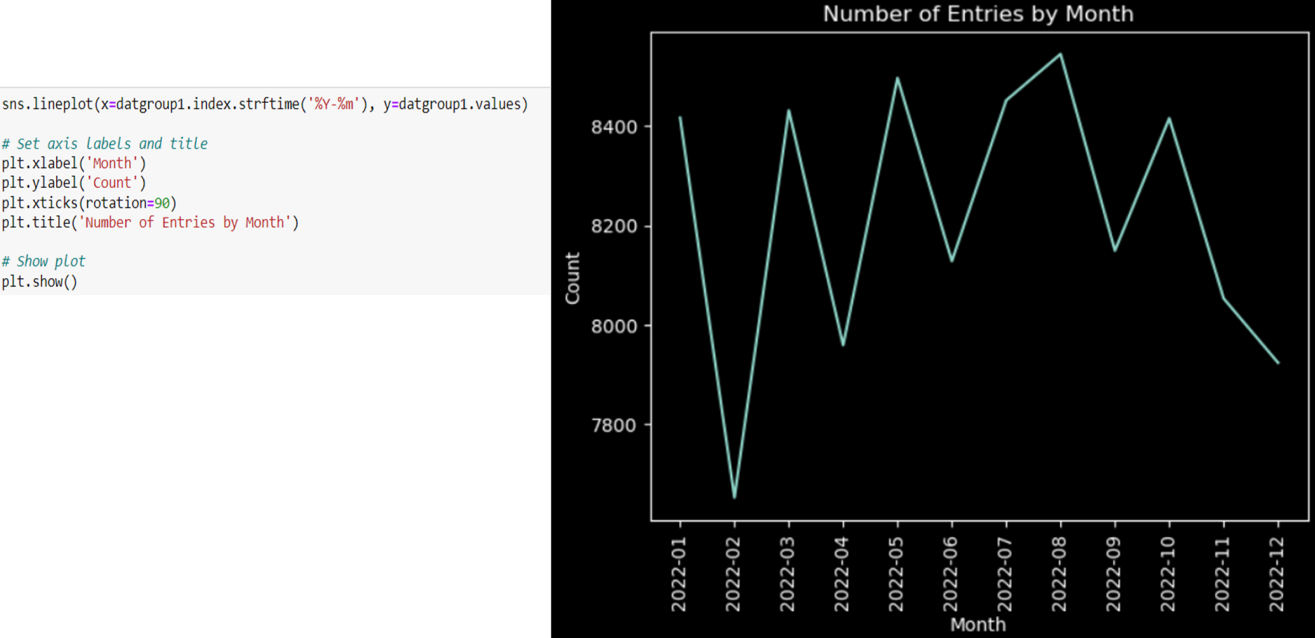 sns.lineplot(x=datgroup1.index.strftime('%Y-%m'), y=datgroup1.values)
# Set axis labels and title
plt.xlabel('Month')
plt.ylabel('Count')
plt.xticks(rotation=90)
plt.title('Number of Entries by Month')
# Show plot
plt.show()
Number of Entries by Month
Count
8400
8200
8000
7800
2022-01
2022-02
2022-03
2022-04
2022-05
2022-06
2022-07
2022-08
2022-09
2022-10
2022-11
2022-12
Month